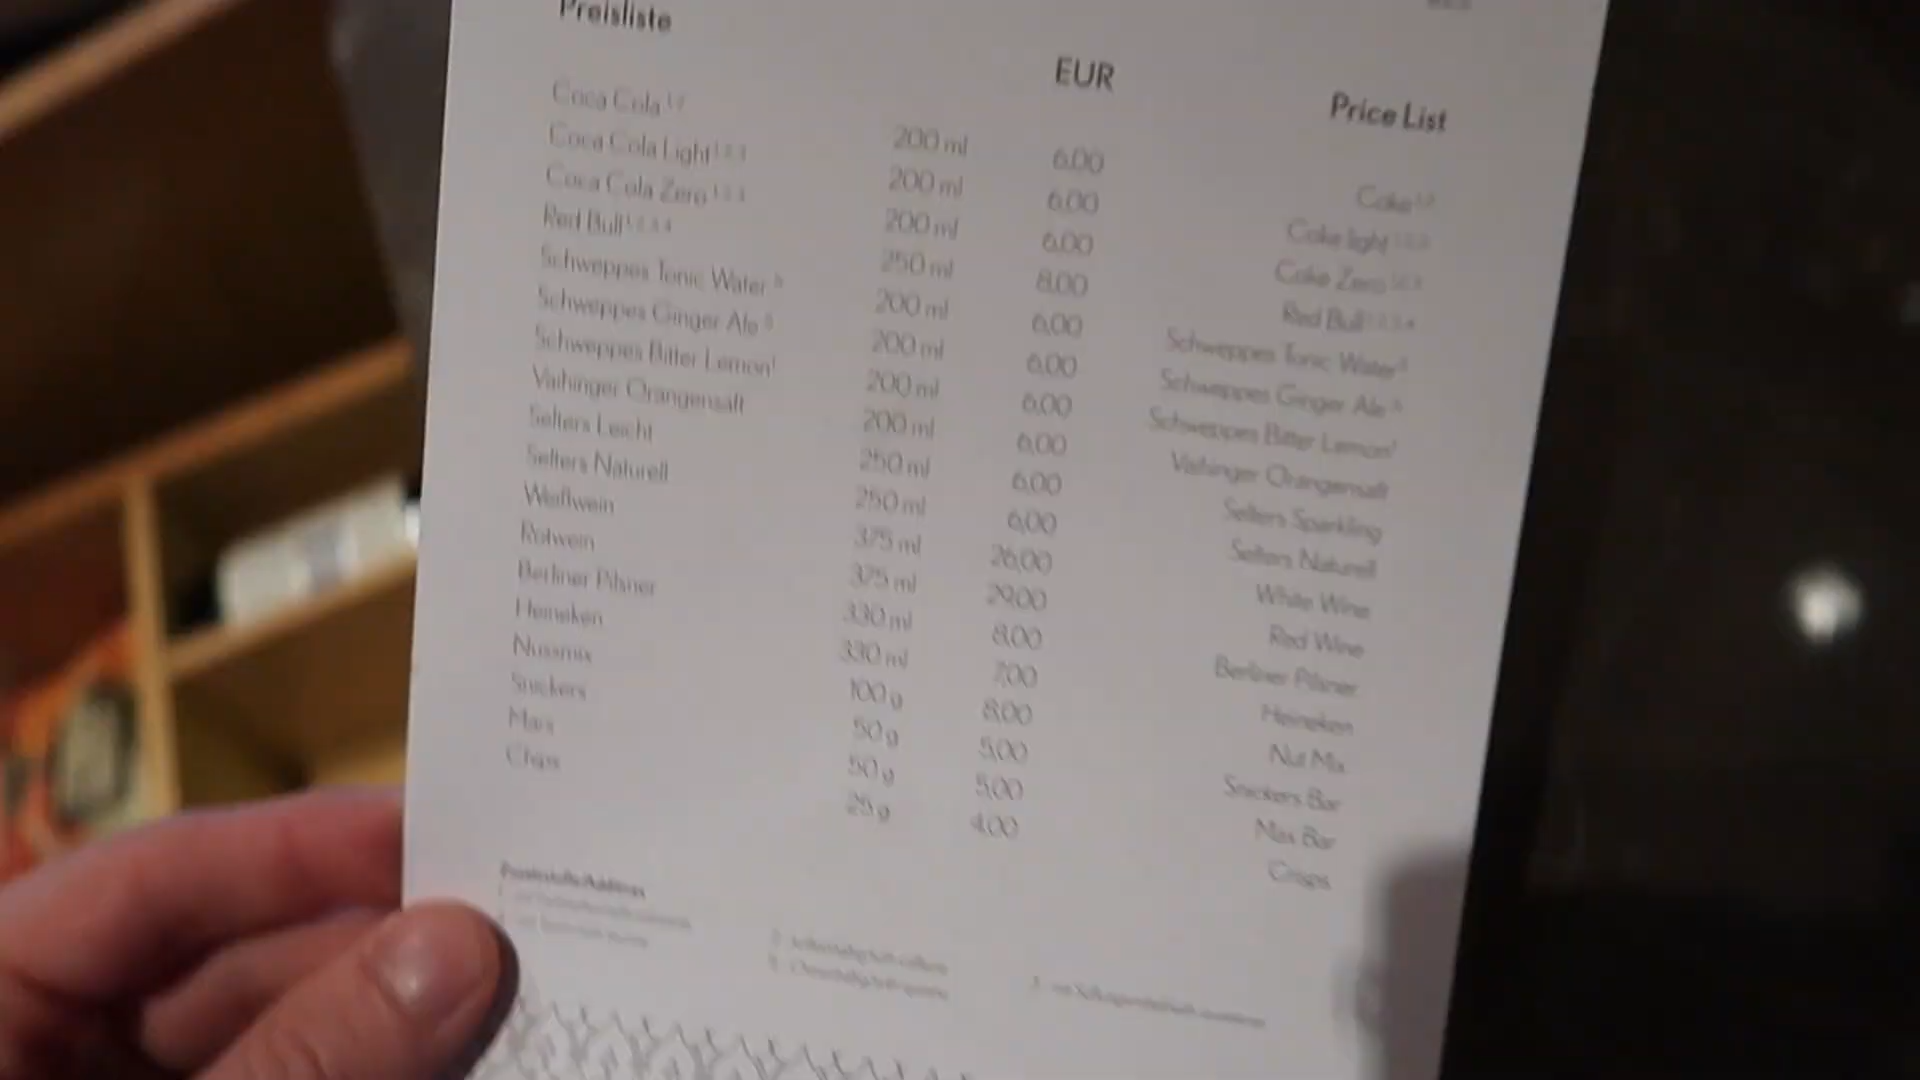 Preisliste EUR Price List
Coca Cola 200 ml 6,00 Coke
Coca Cola Light 200 ml 6,00 Coke light
Coca Cola Zero 200 ml 6,00 Coke Zero
Red Bull 250 ml 8,00 Red Bull
Schweppes Tonic Water 200 ml 6,00 Schweppes Tonic Water
Schweppes Ginger Ale 200 ml 6,00 Schweppes Ginger Ale
Schweppes Bitter Lemon 200 ml 6,00 Schweppes Bitter Lemon
Vaihinger Orangensaft 200 ml 6,00 Vaihinger Orangensaft
Selters Leicht 250 ml 6,00 Selters Sparkling
Selters Naturell 250 ml 6,00 Selters Naturell
Weißwein 375 ml 26,00 White Wine
Rotwein 375 ml 29,00 Red Wine
Berliner Pilsner 330 ml 8,00 Berliner Pilsner
Heineken 330 ml 7,00 Heineken
Nussmix 100 g 8,00 Nut Mix
Snickers 50 g 5,00 Snickers Bar
Mars 50 g 5,00 Max Bar
Chips 25 g 4,00 Crisps